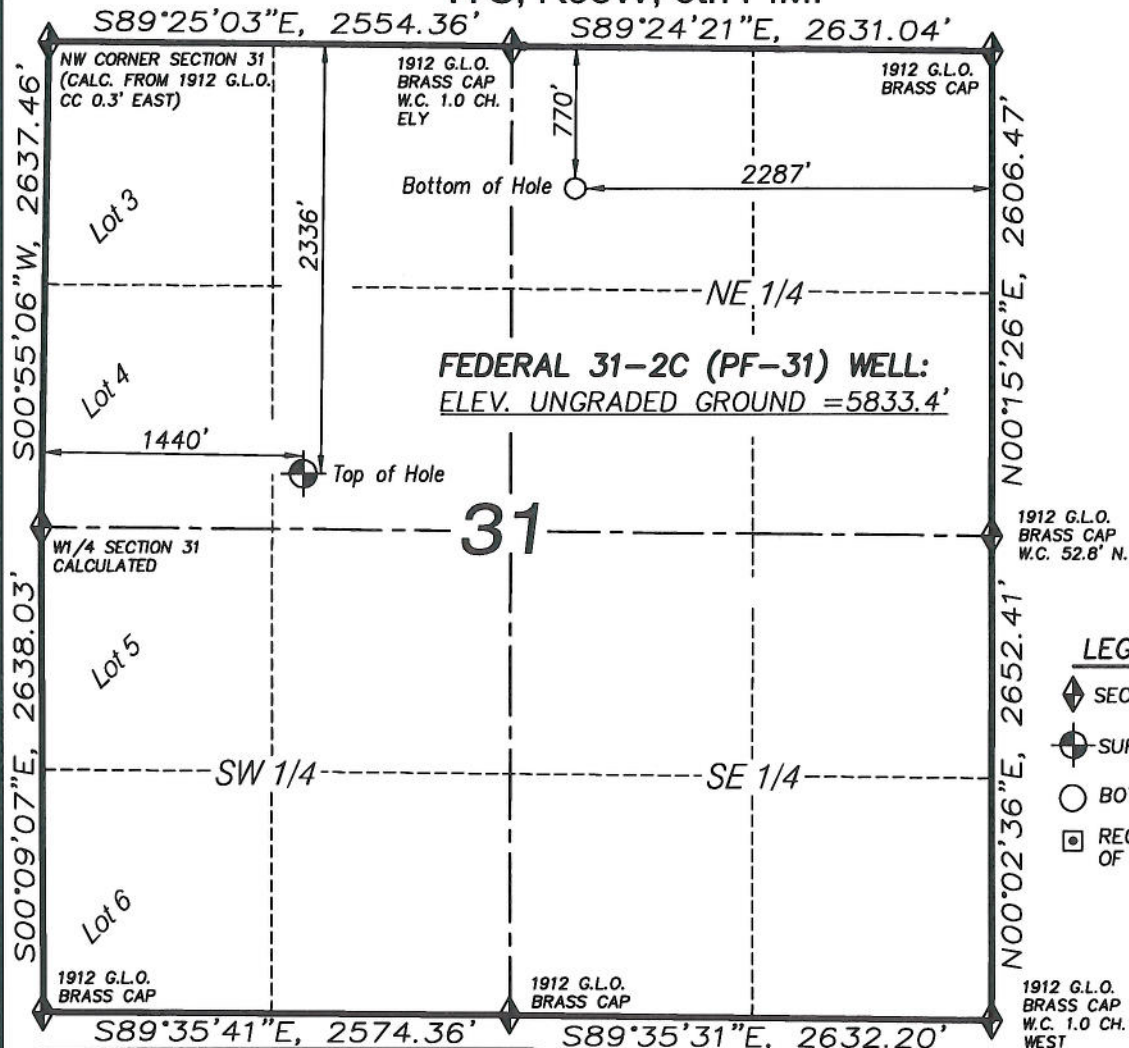 S89°25'03"E, 2554.36'
S89°24'21"E, 2631.04'
NW CORNER SECTION 31
(CALC. FROM 1912 G.L.O.
CC 0.3' EAST)
1912 G.L.O.
BRASS CAP
W.C. 1.0 CH.
ELY
1912 G.L.O.
BRASS CAP
S00°55'06"W, 2637.46'
770'
N00°15'26"E, 2606.47'
Bottom of Hole
2287'
Lot 3
2336'
NE 1/4
FEDERAL 31-2C (PF-31) WELL:
ELEV. UNGRADED GROUND =5833.4'
Lot 4
1440'
Top of Hole
31
W1/4 SECTION 31
CALCULATED
1912 G.L.O.
BRASS CAP
W.C. 52.8' N.
S00°09'07"E, 2638.03'
Lot 5
N00°02'36"E, 2652.41'
SW 1/4
SE 1/4
Lot 6
1912 G.L.O.
BRASS CAP
1912 G.L.O.
BRASS CAP
1912 G.L.O.
BRASS CAP
W.C. 1.0 CH.
WEST
S89°35'41"E, 2574.36'
S89°35'31"E, 2632.20'
OF